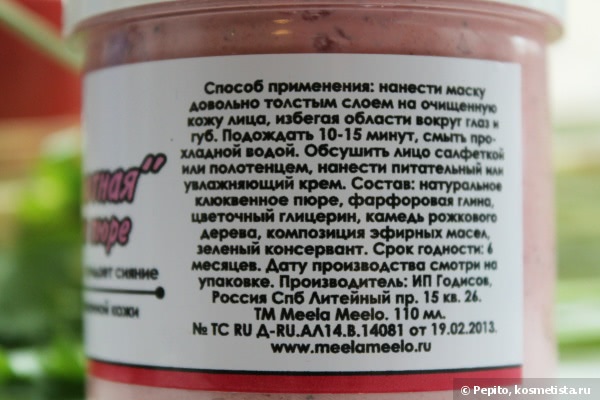 Способ применения: нанести маску
довольно толстым слоем на очищенную
кожу лица, избегая области вокруг глаз и
губ. Подождать 10-15 минут, смыть про-
хладной водой. Обсушить лицо салфеткой
или полотенцем, нанести питательный или
увлажняющий крем. Состав: натуральное
клюквенное пюре, фарфоровая глина,
цветочный глицерин, камедь рожкового
дерева, композиция эфирных масел,
зеленый консервант. Срок годности: 6
месяцев. Дату производства смотри на
упаковке. Производитель: ИП Годисов,
Россия Спб Литейный пр. 15 кв. 26.
ТМ Meela Meelo. 110 мл.
№ ТС RU Д-RU.АЛ14.В.14081 от 19.02.2013.
www.meelameelo.ru
пюре
сияние
кожи
© Pepito, kosmetista.ru